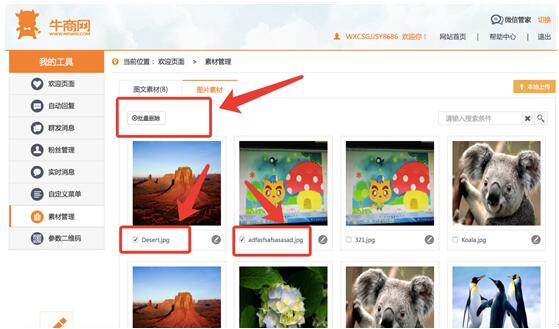 牛商网
WWW.NIUSHANG.COM
微信管家 切换
WXCSGJJSY8686 欢迎你！ 网站首页 | 帮助中心 | 退出
我的工具
当前位置： 欢迎页面 > 素材管理
欢迎页面
自动回复
群发消息
粉丝管理
实时消息
自定义菜单
素材管理
参数二维码
图文素材(8) 图片素材
本地上传
批量删除
请输入搜索条件
Desert.jpg
adfasfsafsasasad.jpg
321.jpg
Koala.jpg